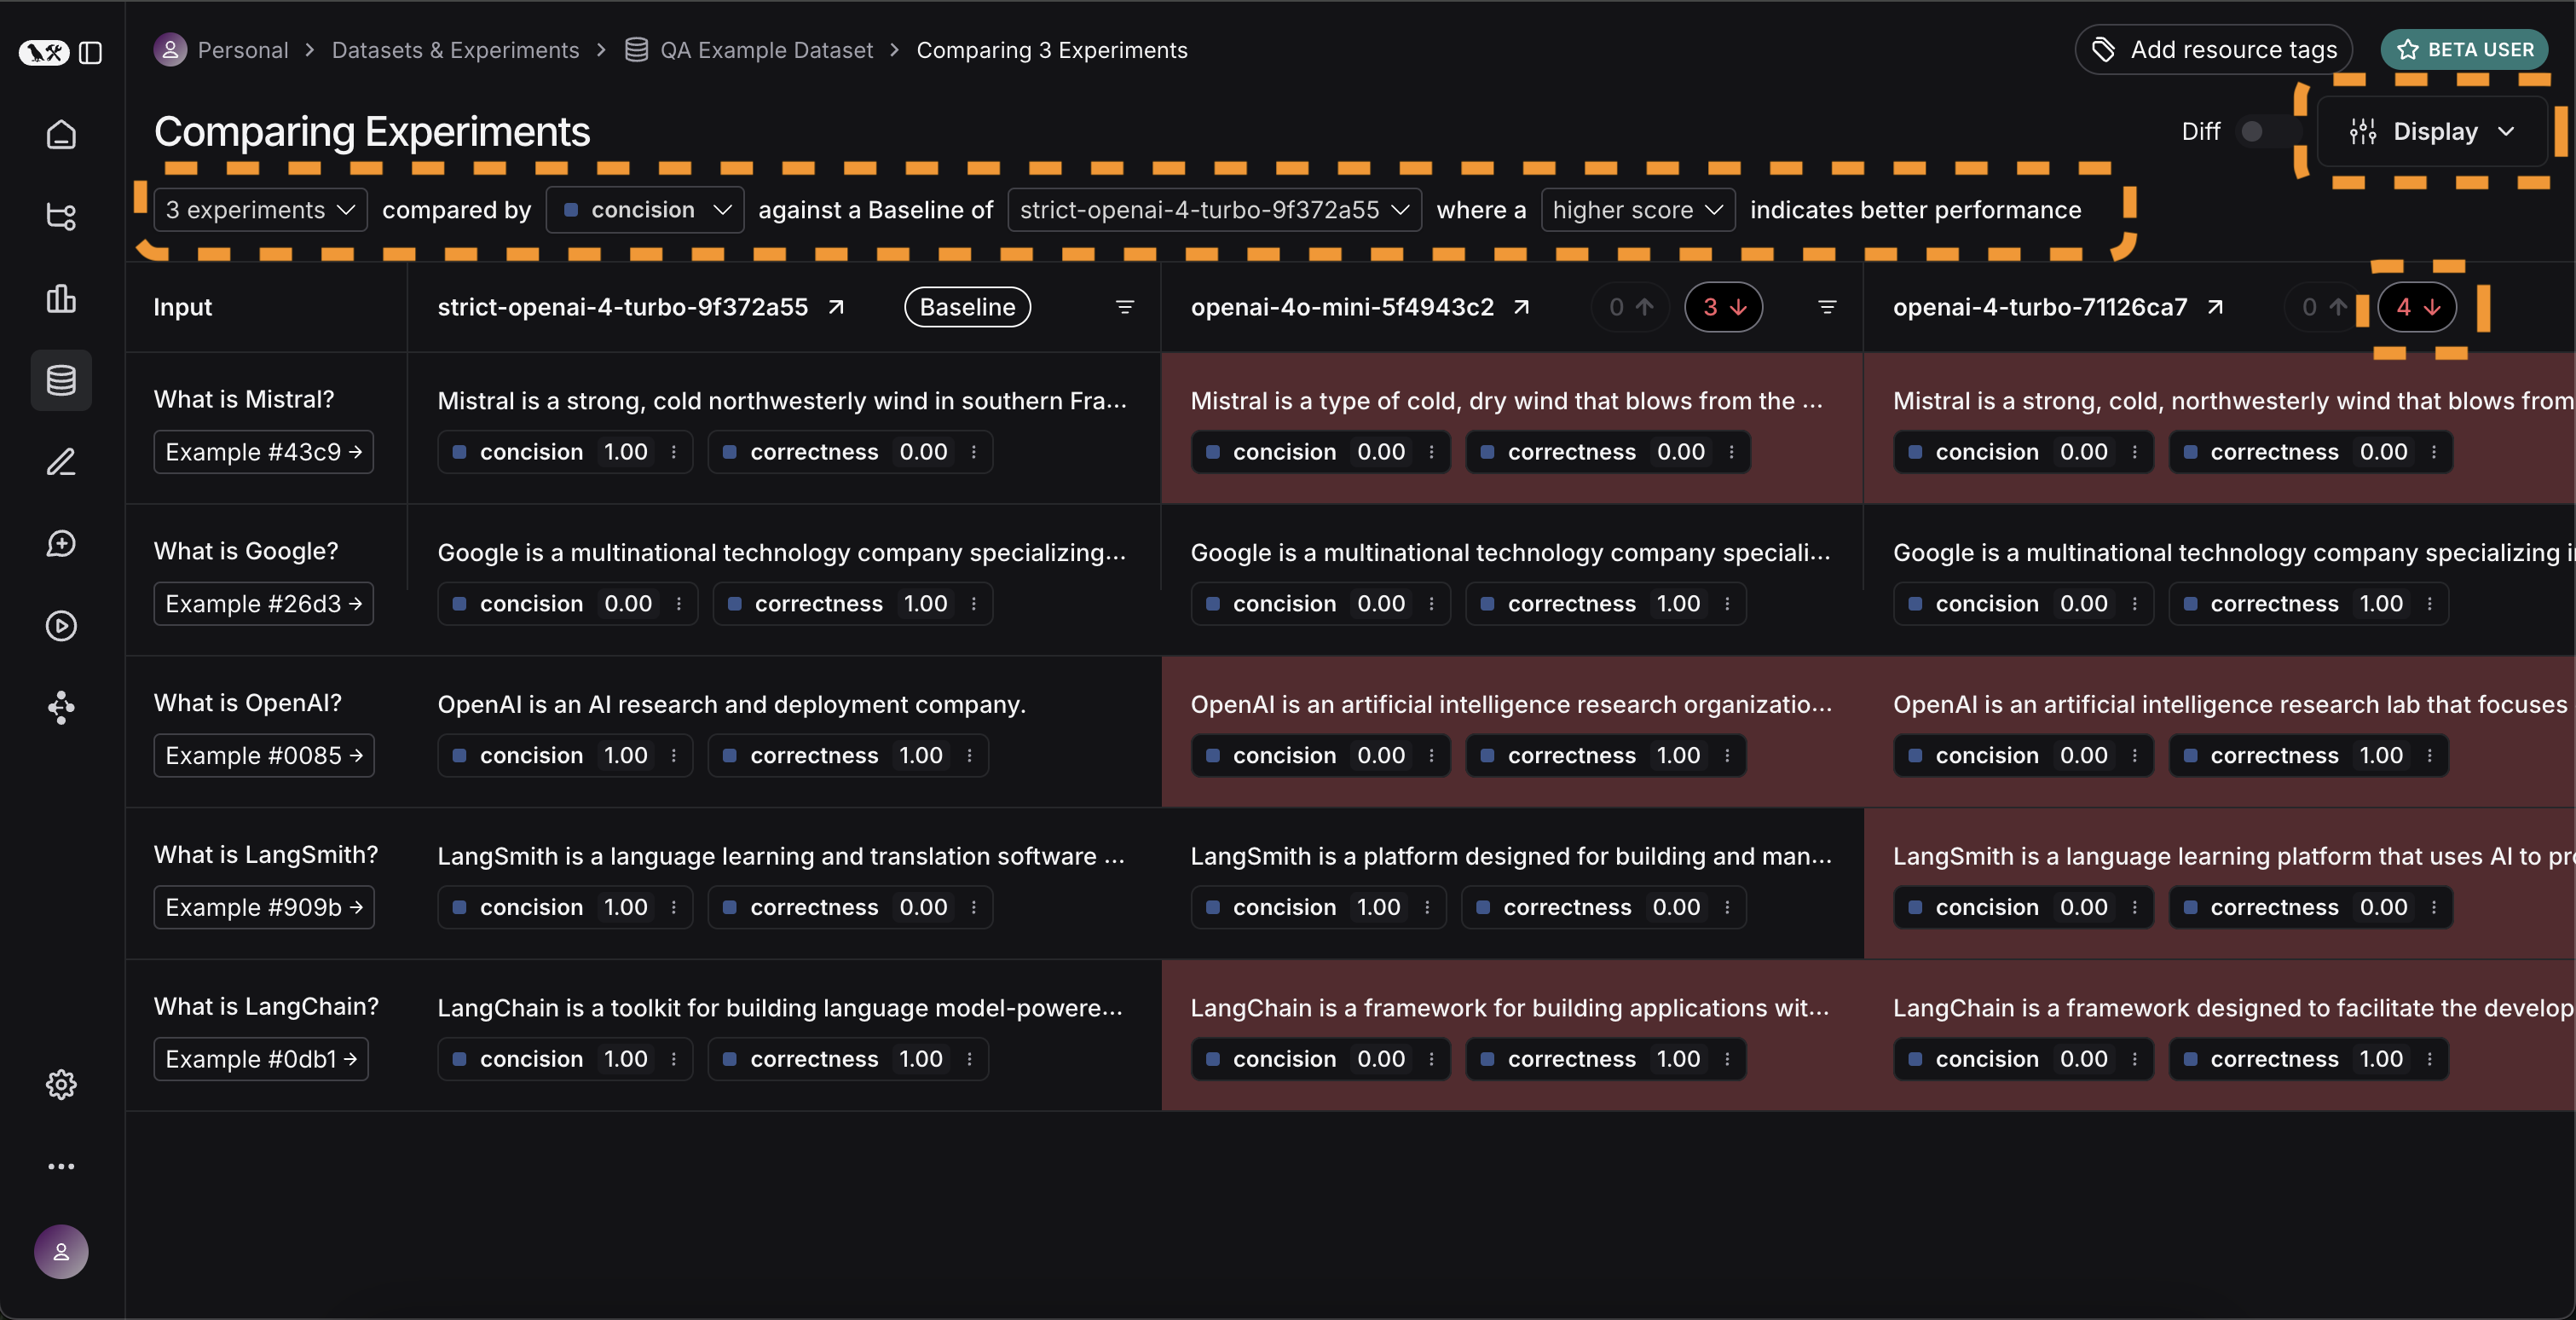 Personal > Datasets & Experiments > QA Example Dataset > Comparing 3 Experiments
Add resource tags
BETA USER
Comparing Experiments
Diff
Display
3 experiments compared by concision against a Baseline of strict-openai-4-turbo-9f372a55 where a higher score indicates better performance
Input
strict-openai-4-turbo-9f372a55 Baseline
openai-4o-mini-5f4943c2 0 ↑ 3 ↓
openai-4-turbo-71126ca7 0 ↑ 4 ↓
What is Mistral?
Example #43c9 →
Mistral is a strong, cold northwesterly wind in southern Fra...
concision 1.00 correctness 0.00
Mistral is a type of cold, dry wind that blows from the ...
concision 0.00 correctness 0.00
Mistral is a strong, cold, northwesterly wind that blows from
concision 0.00 correctness 0.00
What is Google?
Example #26d3 →
Google is a multinational technology company specializing...
concision 0.00 correctness 1.00
Google is a multinational technology company speciali...
concision 0.00 correctness 1.00
Google is a multinational technology company specializing i
concision 0.00 correctness 1.00
What is OpenAI?
Example #0085 →
OpenAI is an AI research and deployment company.
concision 1.00 correctness 1.00
OpenAI is an artificial intelligence research organizatio...
concision 0.00 correctness 1.00
OpenAI is an artificial intelligence research lab that focuses
concision 0.00 correctness 1.00
What is LangSmith?
Example #909b →
LangSmith is a language learning and translation software ...
concision 1.00 correctness 0.00
LangSmith is a platform designed for building and man...
concision 1.00 correctness 0.00
LangSmith is a language learning platform that uses AI to pr
concision 0.00 correctness 0.00
What is LangChain?
Example #0db1 →
LangChain is a toolkit for building language model-powere...
concision 1.00 correctness 1.00
LangChain is a framework for building applications wit...
concision 0.00 correctness 1.00
LangChain is a framework designed to facilitate the develop
concision 0.00 correctness 1.00